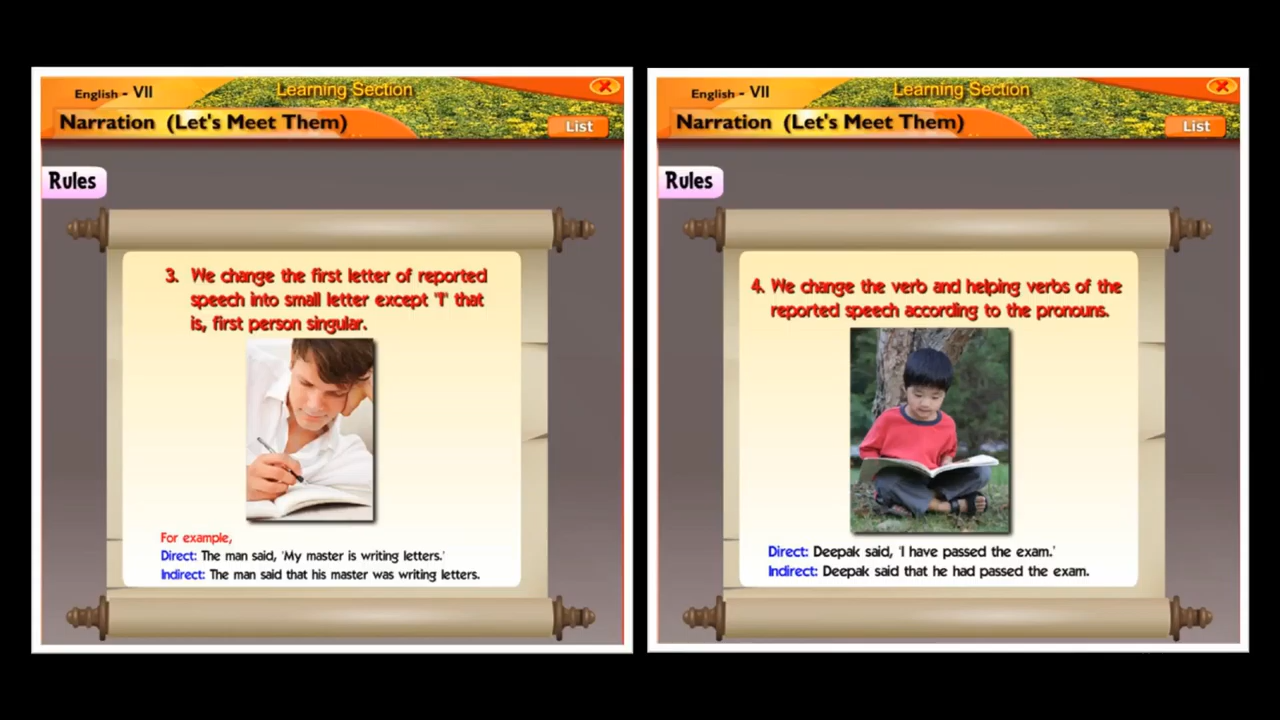 English - VII
Learning Section
Narration (Let's Meet Them)
List
Rules
3. We change the first letter of reported
speech into small letter except 'I' that
is, first person singular.
For example,
Direct: The man said, 'My master is writing letters.'
Indirect: The man said that his master was writing letters.
English - VII
Learning Section
Narration (Let's Meet Them)
List
Rules
4. We change the verb and helping verbs of the
reported speech according to the pronouns.
Direct: Deepak said, 'I have passed the exam.'
Indirect: Deepak said that he had passed the exam.